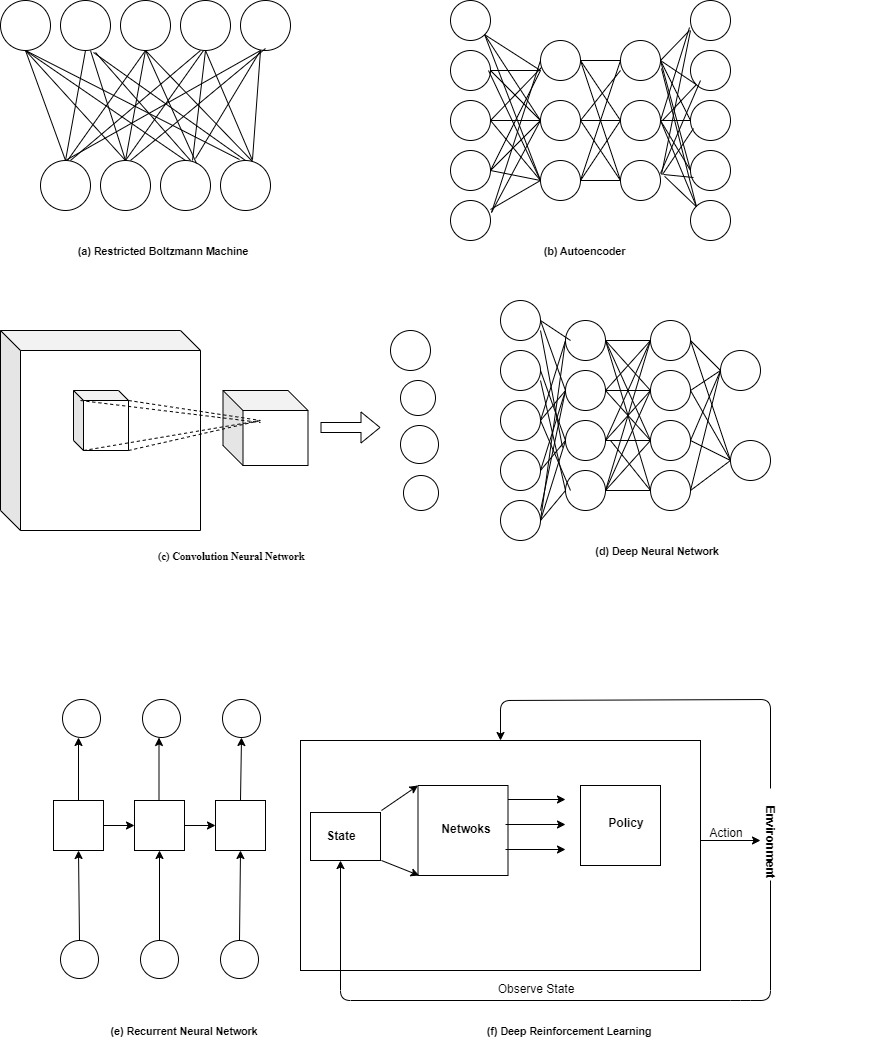 (a) Restricted Boltzmann Machine
(b) Autoencoder
(c) Convolution Neural Network
(d) Deep Neural Network
State
Netwoks
Policy
Action
Environment
Observe State
(e) Recurrent Neural Network
(f) Deep Reinforcement Learning